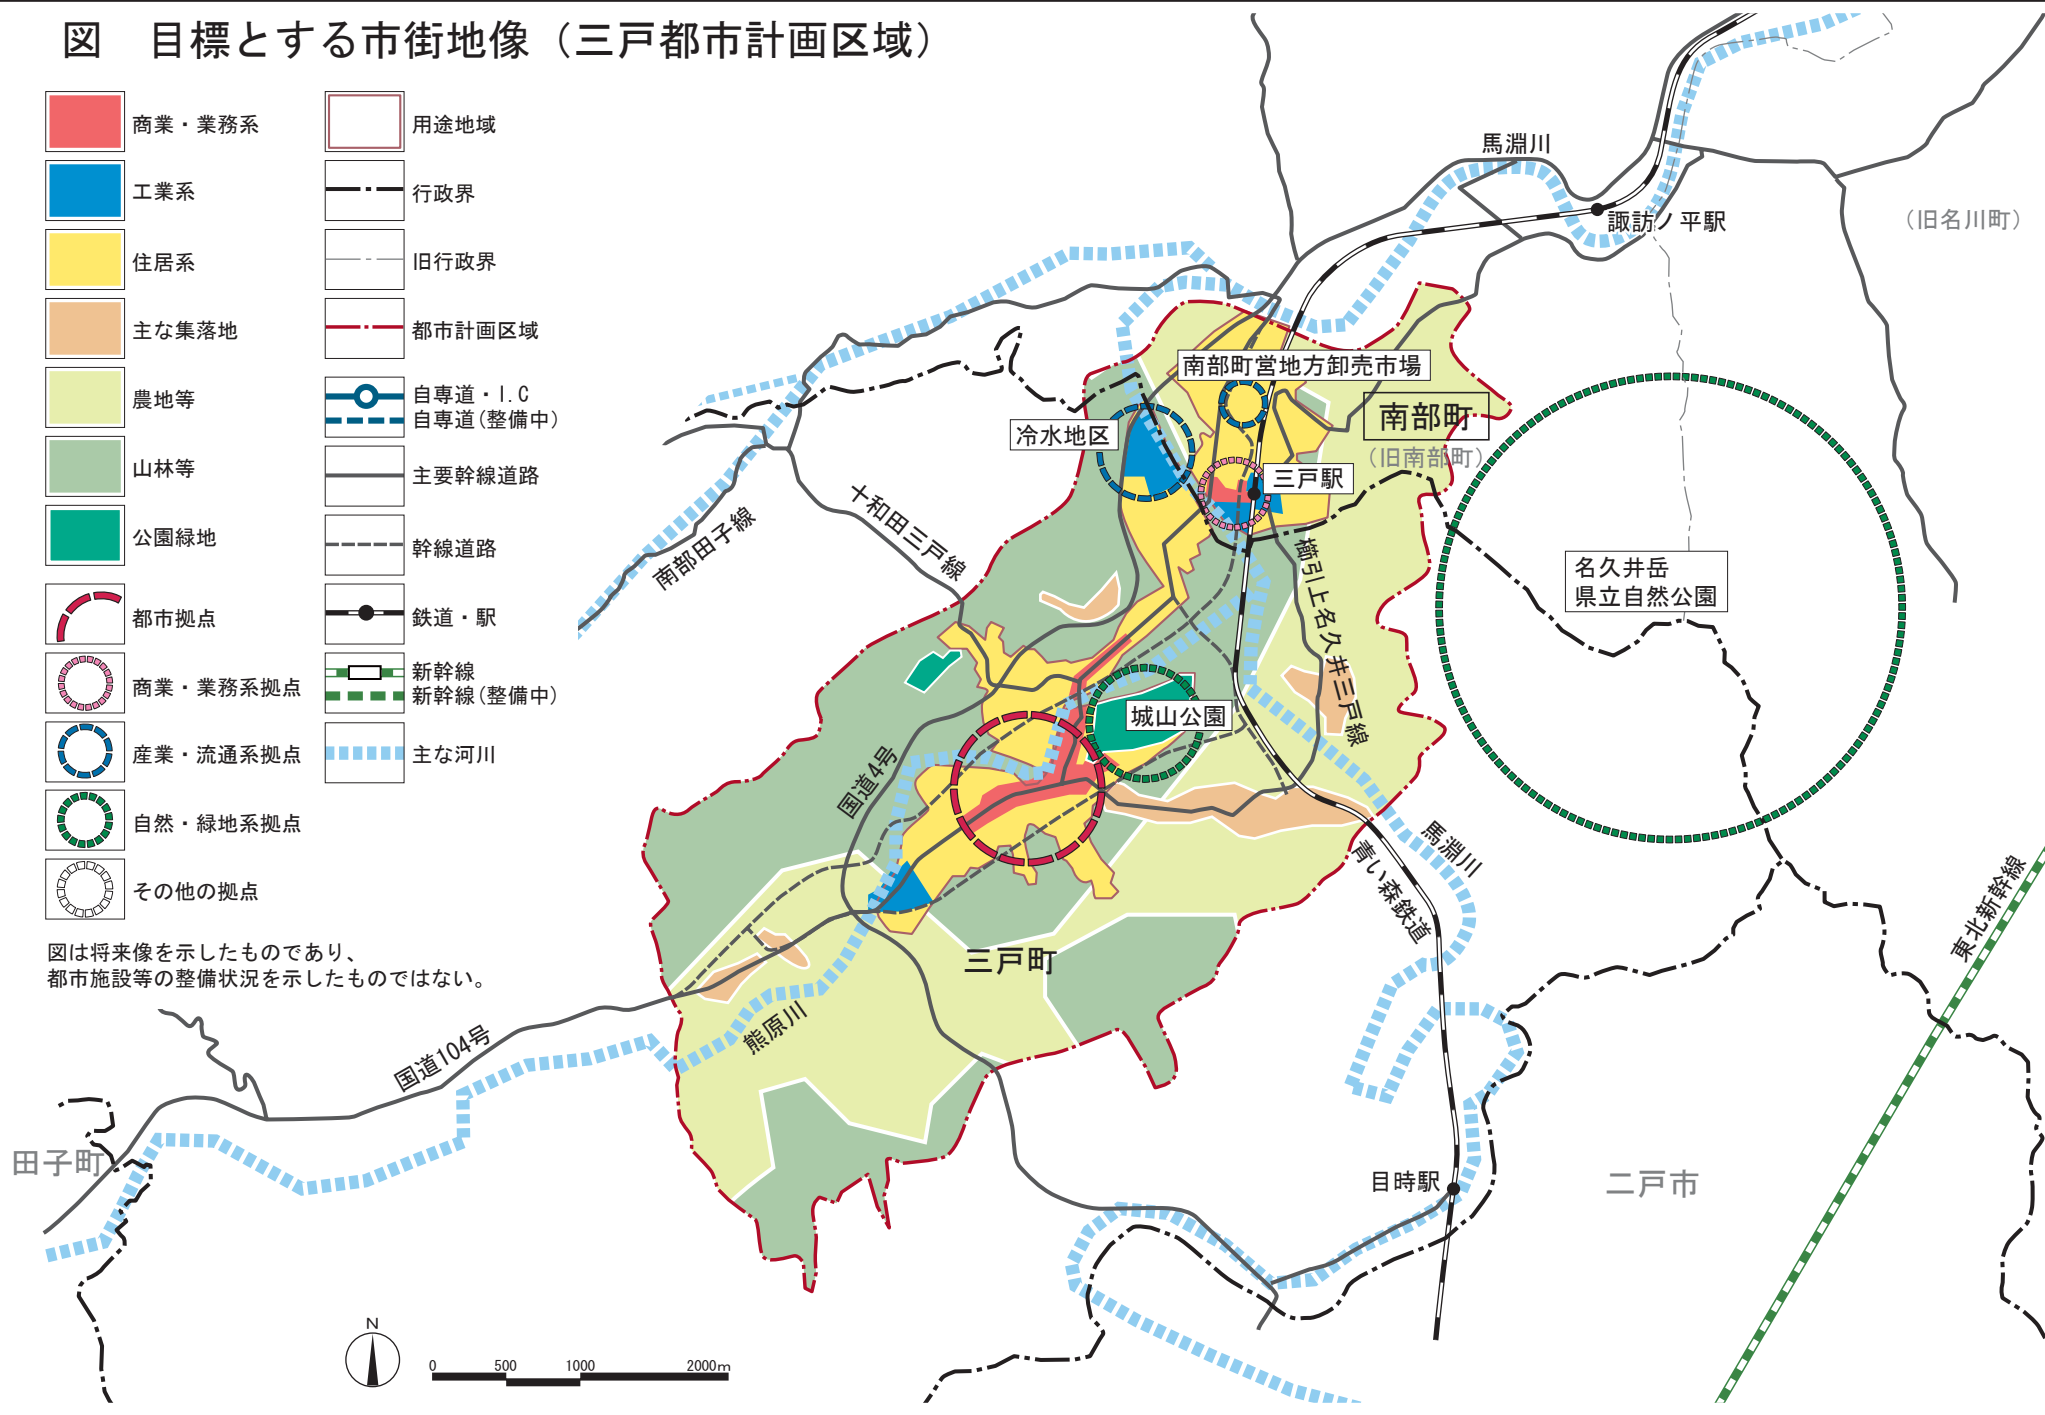 図　目標とする市街地像（三戸都市計画区域）
商業・業務系
工業系
住居系
主な集落地
農地等
山林等
公園緑地
都市拠点
商業・業務系拠点
産業・流通系拠点
自然・緑地系拠点
その他の拠点
用途地域
行政界
旧行政界
都市計画区域
自専道・I.C
自専道(整備中)
主要幹線道路
幹線道路
鉄道・駅
新幹線
新幹線(整備中)
主な河川
図は将来像を示したものであり、
都市施設等の整備状況を示したものではない。
馬淵川
諏訪ノ平駅
（旧名川町）
南部町営地方卸売市場
南部町
（旧南部町）
冷水地区
三戸駅
十和田三戸線
南部田子線
櫛引上名久井三戸線
名久井岳
県立自然公園
城山公園
国道4号
馬淵川
青い森鉄道
東北新幹線
三戸町
熊原川
国道104号
田子町
目時駅
二戸市
N
0 500 1000 2000m